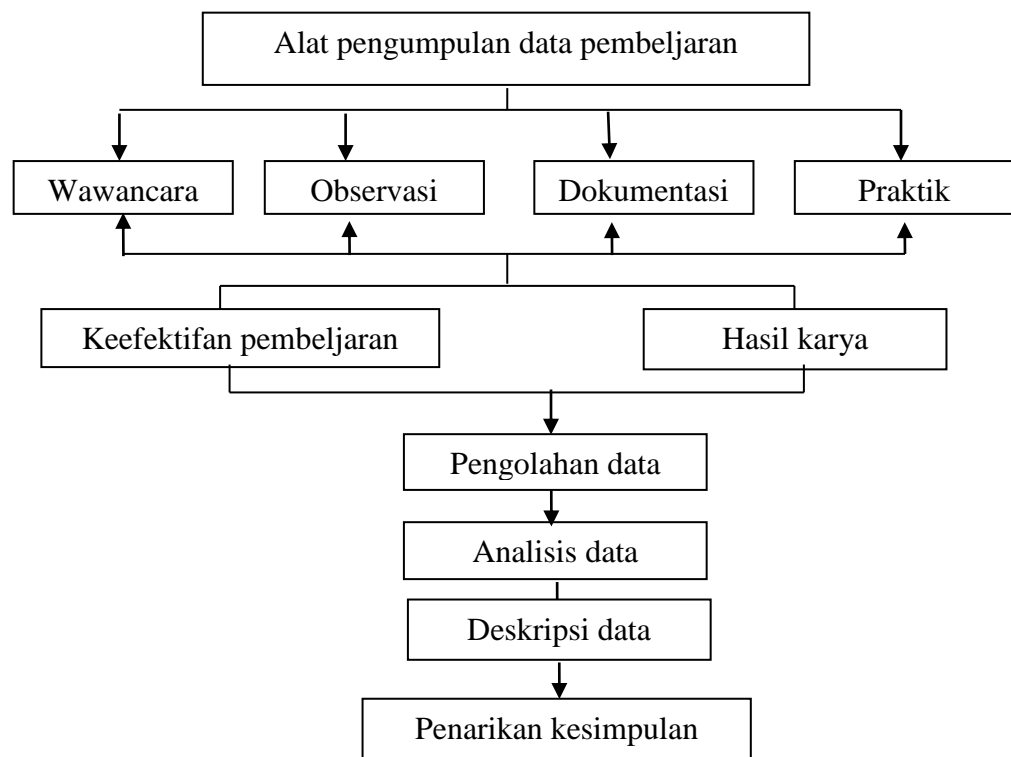 Alat pengumpulan data pembeljaran
Wawancara
Observasi
Dokumentasi
Praktik
Keefektifan pembeljaran
Hasil karya
Pengolahan data
Analisis data
Deskripsi data
Penarikan kesimpulan